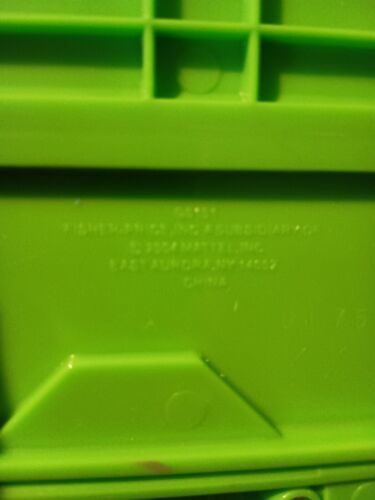 FISHER-PRICE, INC. A SUBSIDIARY OF
© 2004 MATTEL, INC.
EAST AURORA, NY 14052
CHINA